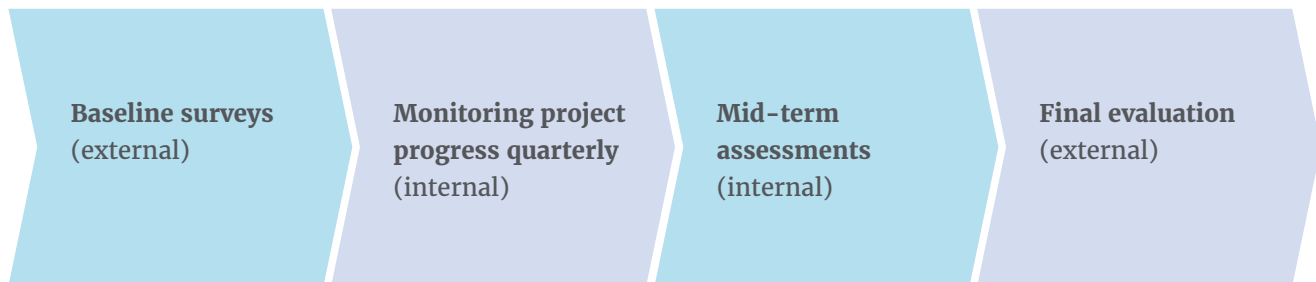 Baseline surveys
(external)
Monitoring project
progress quarterly
(internal)
Mid-term
assessments
(internal)
Final evaluation
(external)